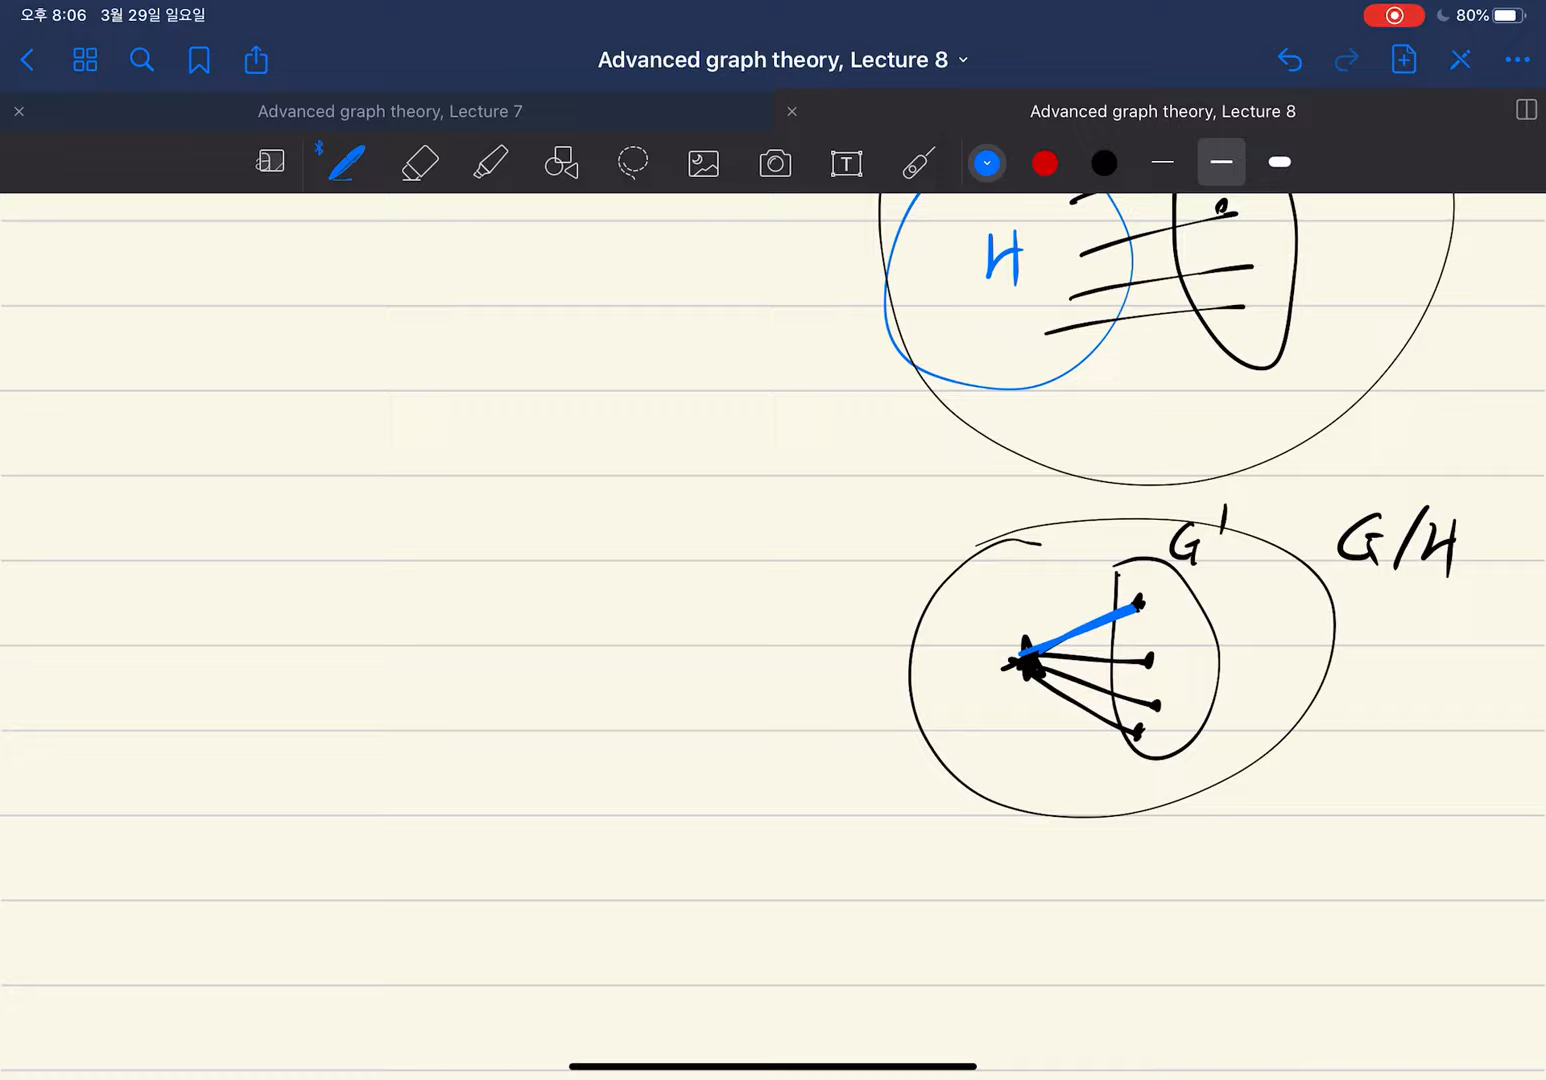 오후 8:06 3월 29일 일요일
80%
Advanced graph theory, Lecture 8
Advanced graph theory, Lecture 7
Advanced graph theory, Lecture 8
T
H
G' G/H